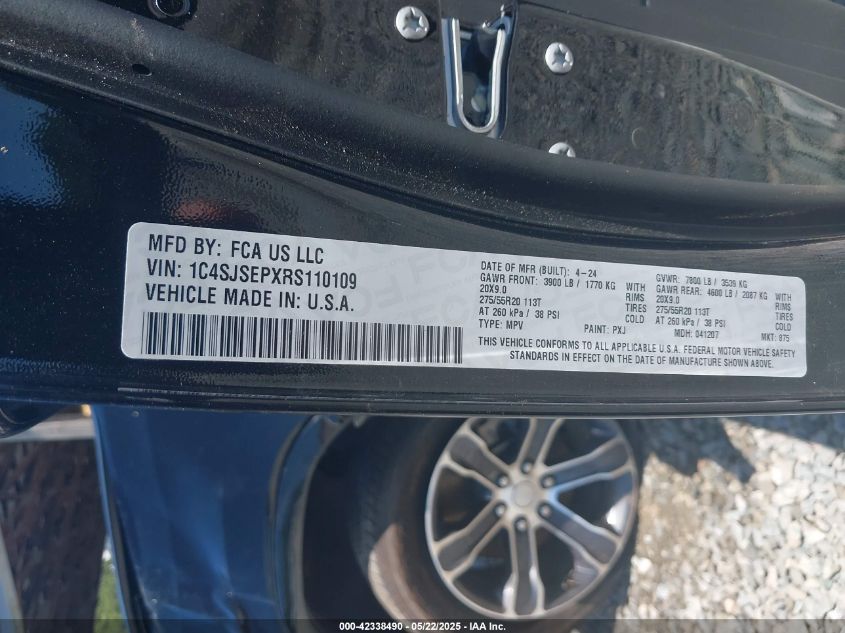 MFD BY: FCA US LLC
VIN: 1C4SJSEPXRS110109
VEHICLE MADE IN: U.S.A.
DATE OF MFR (BUILT): 4-24
GVWR: 7800 LB / 3539 KG
GAWR FRONT: 3900 LB / 1770 KG WITH
20X9.0 RIMS
275/55R20 113T TIRES
AT 260 kPa / 38 PSI COLD
GAWR REAR: 4600 LB / 2087 KG WITH
20X9.0 RIMS
275/55R20 113T TIRES
AT 260 kPa / 38 PSI COLD
TYPE: MPV PAINT: PXJ MDH: 041207 MKT: 875
THIS VEHICLE CONFORMS TO ALL APPLICABLE U.S.A. FEDERAL MOTOR VEHICLE SAFETY
STANDARDS IN EFFECT ON THE DATE OF MANUFACTURE SHOWN ABOVE.
000-42338490 - 05/22/2025 - IAA Inc.